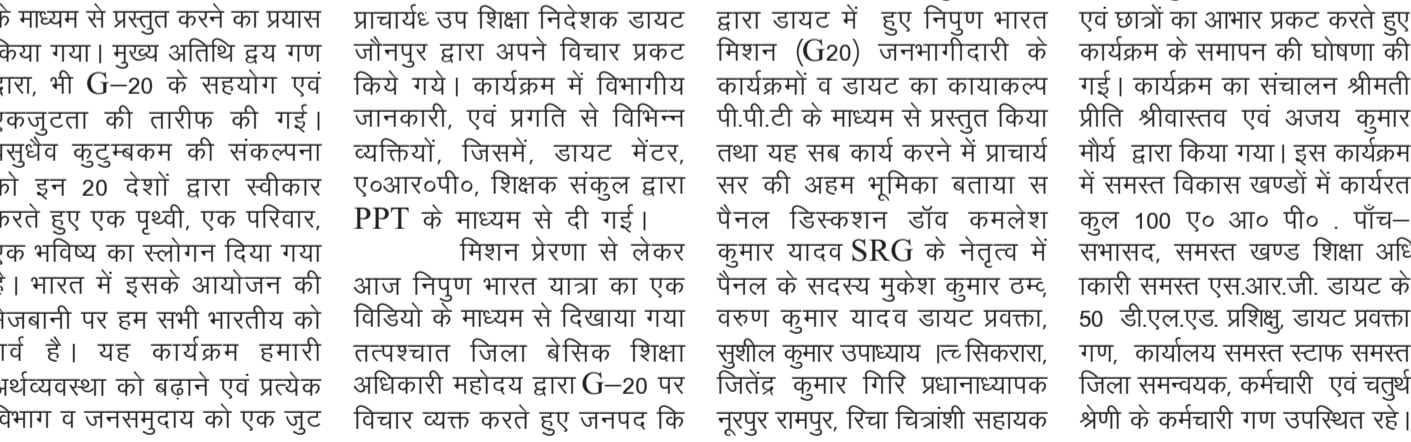 के माध्यम से प्रस्तुत करने का प्रयास
किया गया। मुख्य अतिथि द्वय गण
द्वारा, भी G–20 के सहयोग एवं
एकजुटता की तारीफ की गई।
वसुधैव कुटुम्बकम की संकल्पना
को इन 20 देशों द्वारा स्वीकार
करते हुए एक पृथ्वी, एक परिवार,
एक भविष्य का स्लोगन दिया गया
है। भारत में इसके आयोजन की
मेजबानी पर हम सभी भारतीय को
गर्व है। यह कार्यक्रम हमारी
अर्थव्यवस्था को बढ़ाने एवं प्रत्येक
विभाग व जनसमुदाय को एक जुट
प्राचार्यध् उप शिक्षा निदेशक डायट
जौनपुर द्वारा अपने विचार प्रकट
किये गये। कार्यक्रम में विभागीय
जानकारी, एवं प्रगति से विभिन्न
व्यक्तियों, जिसमें, डायट मेंटर,
ए०आर०पी०, शिक्षक संकुल द्वारा
PPT के माध्यम से दी गई।
मिशन प्रेरणा से लेकर
आज निपुण भारत यात्रा का एक
विडियो के माध्यम से दिखाया गया
तत्पश्चात जिला बेसिक शिक्षा
अधिकारी महोदय द्वारा G–20 पर
विचार व्यक्त करते हुए जनपद कि
द्वारा डायट में हुए निपुण भारत
मिशन (G20) जनभागीदारी के
कार्यक्रमों व डायट का कायाकल्प
पी.पी.टी के माध्यम से प्रस्तुत किया
तथा यह सब कार्य करने में प्राचार्य
सर की अहम भूमिका बताया स
पैनल डिस्कशन डॉव कमलेश
कुमार यादव SRG के नेतृत्व में
पैनल के सदस्य मुकेश कुमार ठम्व्
वरुण कुमार यादव डायट प्रवक्ता,
सुशील कुमार उपाध्याय ।त्च् सिकरारा,
जितेंद्र कुमार गिरि प्रधानाध्यापक
नूरपुर रामपुर, रिचा चित्रांशी सहायक
एवं छात्रों का आभार प्रकट करते हुए
कार्यक्रम के समापन की घोषणा की
गई। कार्यक्रम का संचालन श्रीमती
प्रीति श्रीवास्तव एवं अजय कुमार
मौर्य द्वारा किया गया। इस कार्यक्रम
में समस्त विकास खण्डों में कार्यरत
कुल 100 ए० आ० पी० . पाँच–
सभासद, समस्त खण्ड शिक्षा अधि
ाकारी समस्त एस.आर.जी. डायट के
50 डी.एल.एड. प्रशिक्षु, डायट प्रवक्ता
गण, कार्यालय समस्त स्टाफ समस्त
जिला समन्वयक, कर्मचारी एवं चतुर्थ
श्रेणी के कर्मचारी गण उपस्थित रहे।